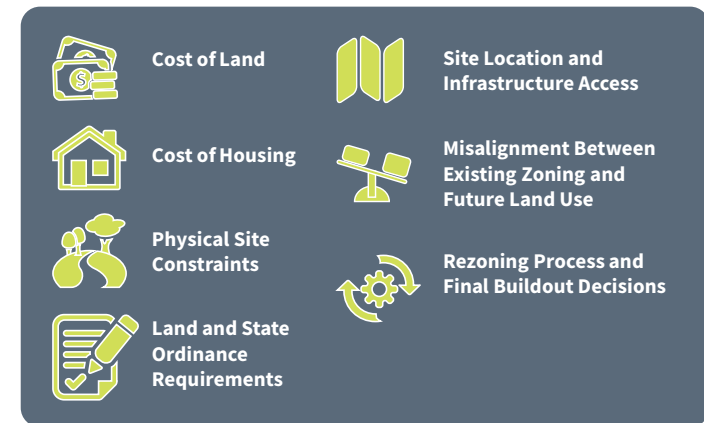 Cost of Land
Cost of Housing
Physical Site
Constraints
Land and State
Ordinance
Requirements
Site Location and
Infrastructure Access
Misalignment Between
Existing Zoning and
Future Land Use
Rezoning Process and
Final Buildout Decisions
$